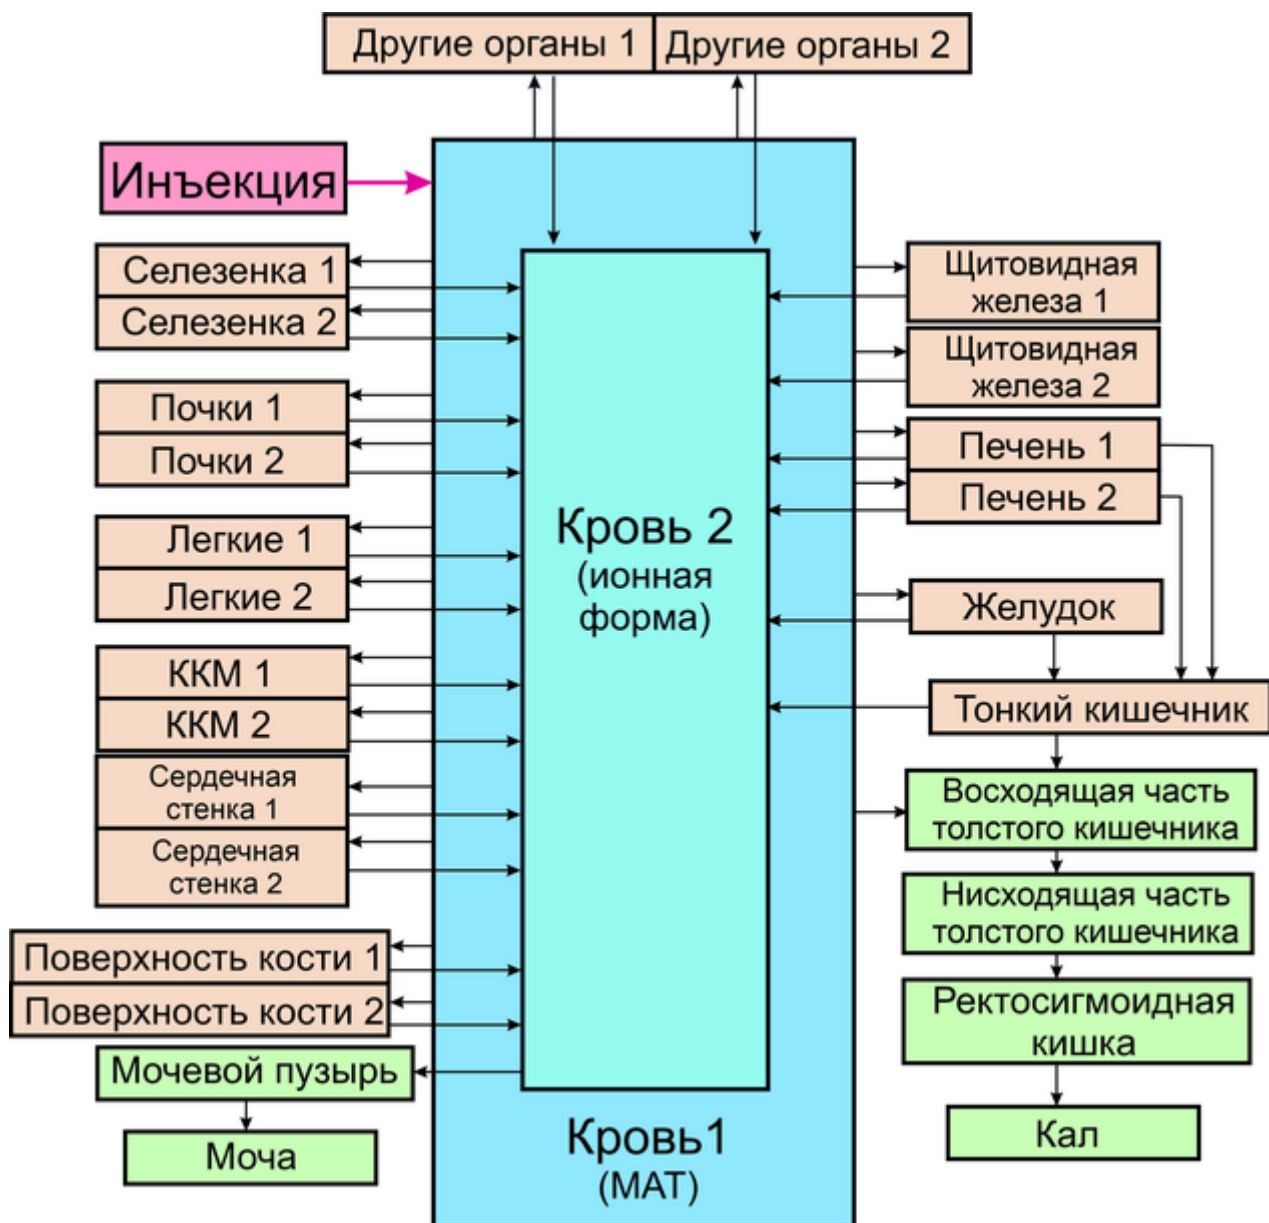 Другие органы 1
Другие органы 2
Инъекция
Селезенка 1
Селезенка 2
Почки 1
Почки 2
Легкие 1
Легкие 2
ККМ 1
ККМ 2
Сердечная
стенка 1
Сердечная
стенка 2
Поверхность кости 1
Поверхность кости 2
Мочевой пузырь
Моча
Кровь 2
(ионная
форма)
Кровь1
(МАТ)
Щитовидная
железа 1
Щитовидная
железа 2
Печень 1
Печень 2
Желудок
Тонкий кишечник
Восходящая часть
толстого кишечника
Нисходящая часть
толстого кишечника
Ректосигмоидная
кишка
Кал